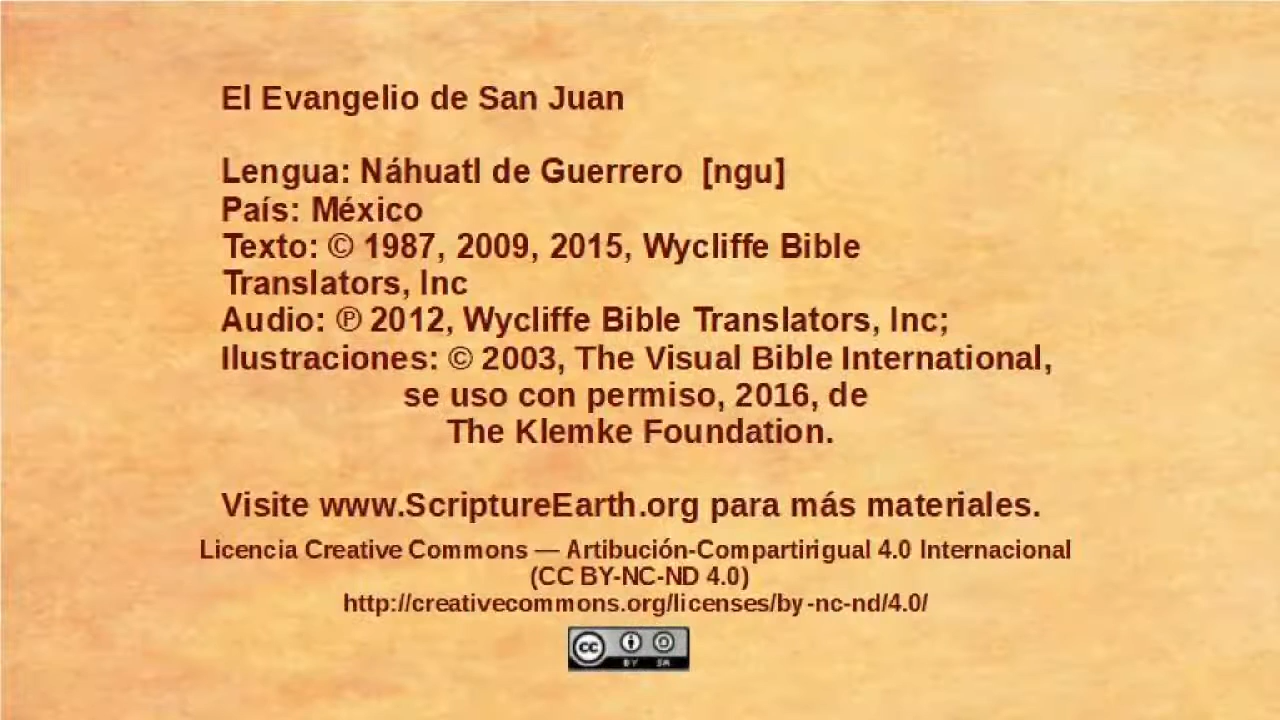 El Evangelio de San Juan
Lengua: Náhuatl de Guerrero [ngu]
País: México
Texto: © 1987, 2009, 2015, Wycliffe Bible
Translators, Inc
Audio: ℗ 2012, Wycliffe Bible Translators, Inc;
Ilustraciones: © 2003, The Visual Bible International,
se uso con permiso, 2016, de
The Klemke Foundation.
Visite www.ScriptureEarth.org para más materiales.
Licencia Creative Commons — Artibución-Compartirigual 4.0 Internacional
(CC BY-NC-ND 4.0)
http://creativecommons.org/licenses/by-nc-nd/4.0/
cc BY SA